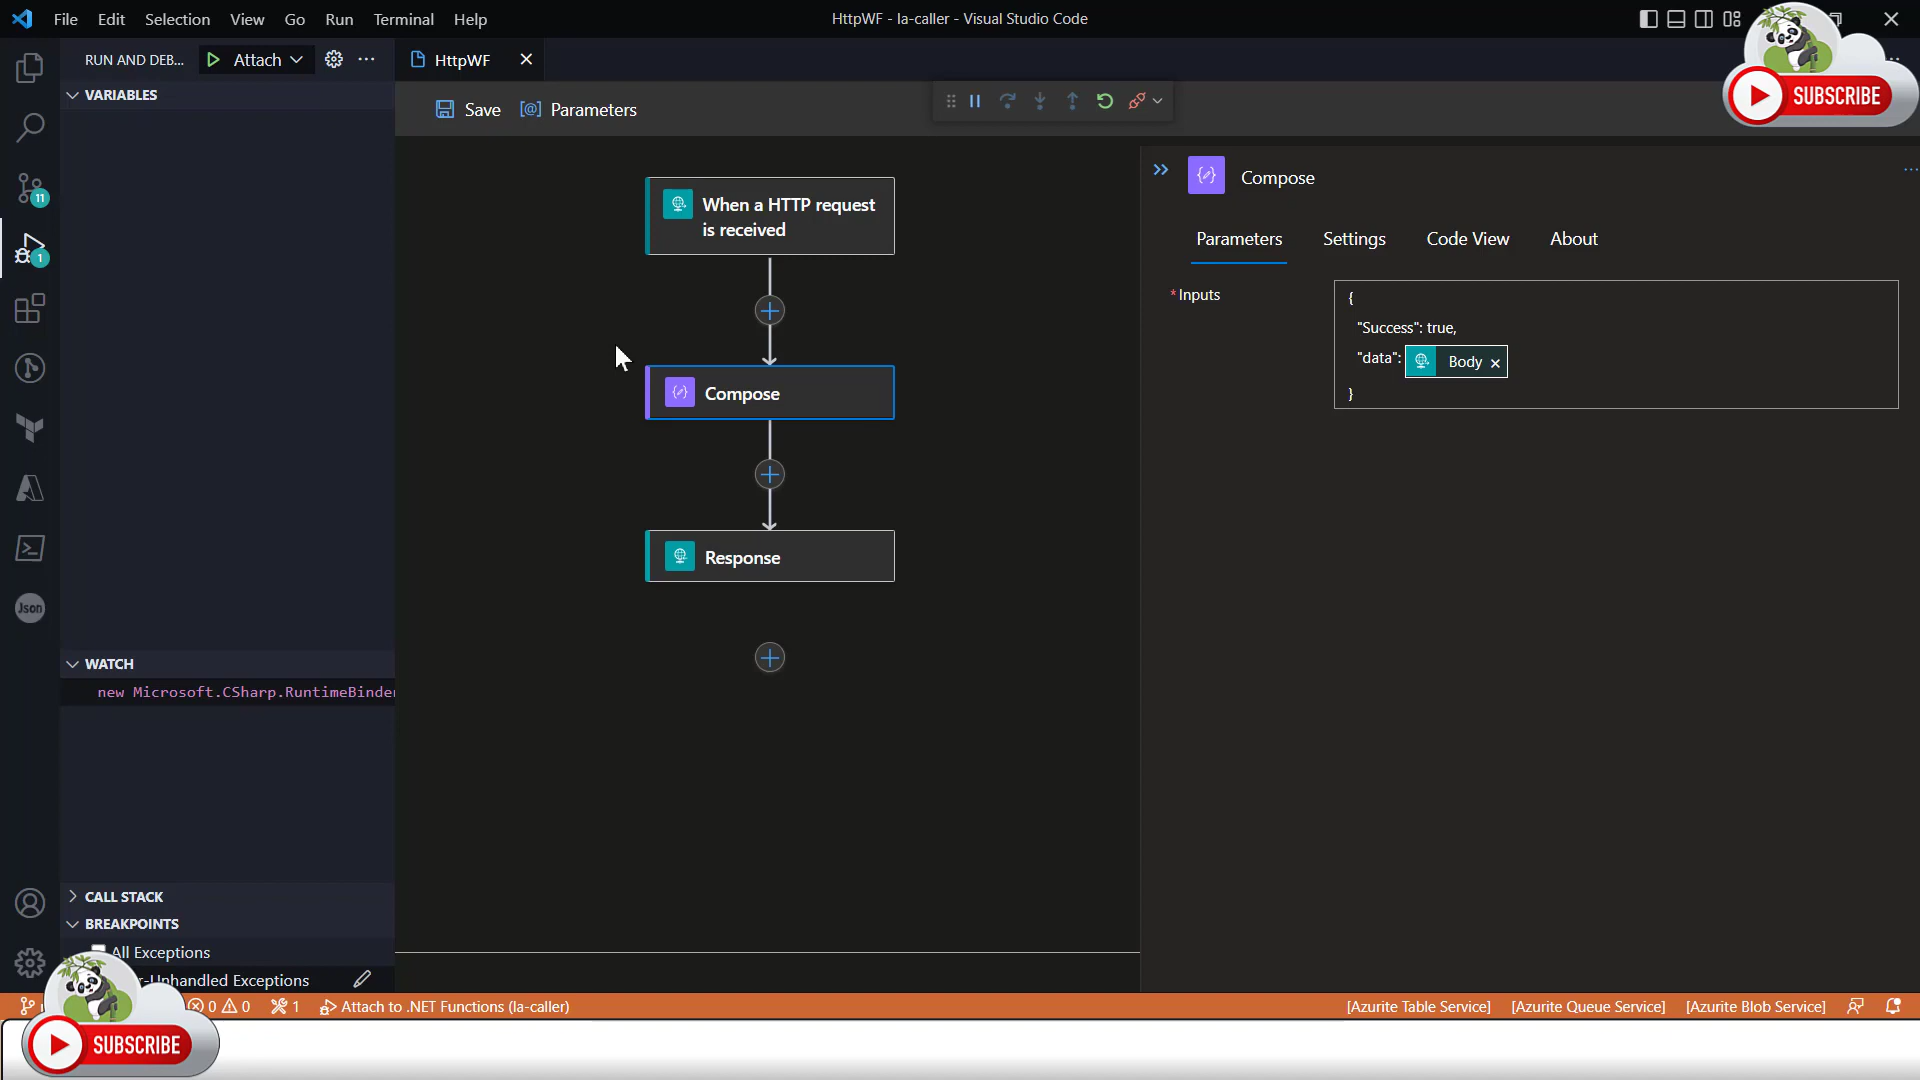 File Edit Selection View Go Run Terminal Help
HttpWF - la-caller - Visual Studio Code
SUBSCRIBE
RUN AND DEB... Attach
HttpWF
VARIABLES
Save Parameters
11
1
Json
When a HTTP request
is received
Compose
Response
Compose
Parameters Settings Code View About
*Inputs
{
"Success": true,
"data": Body
}
WATCH
new Microsoft.CSharp.RuntimeBinder
CALL STACK
BREAKPOINTS
All Exceptions
r-Unhandled Exceptions
0 0 1 Attach to .NET Functions (la-caller)
[Azurite Table Service] [Azurite Queue Service] [Azurite Blob Service]
SUBSCRIBE